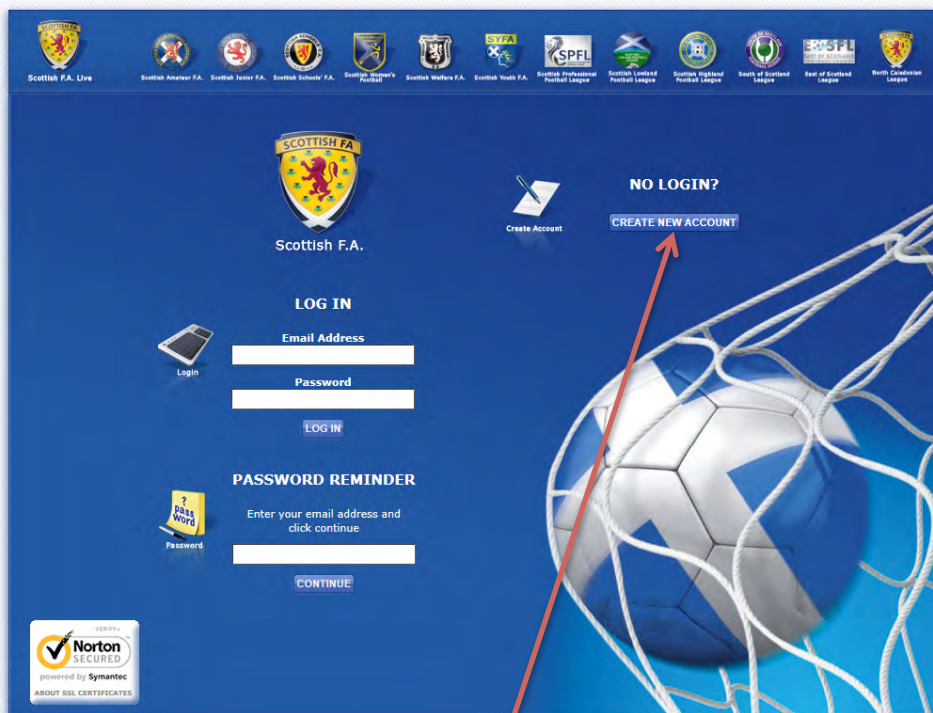 Scottish F.A. Live
Scottish Amateur F.A.
Scottish Junior F.A.
Scottish Schools' F.A.
Scottish Women's
Football
Scottish Welfare F.A.
SYFA
Scottish Youth F.A.
SPFL
Scottish Professional
Football League
Scottish Lowland
Football League
Scottish Highland
Football League
South of Scotland
League
East of Scotland
League
North Caledonian
League
SCOTTISH FA
Scottish F.A.
Create Account
NO LOGIN?
CREATE NEW ACCOUNT
LOG IN
Login
Email Address
Password
LOG IN
PASSWORD REMINDER
?
pass
word
Password
Enter your email address and
click continue
CONTINUE
VERIFY
Norton
SECURED
powered by Symantec
ABOUT SSL CERTIFICATES